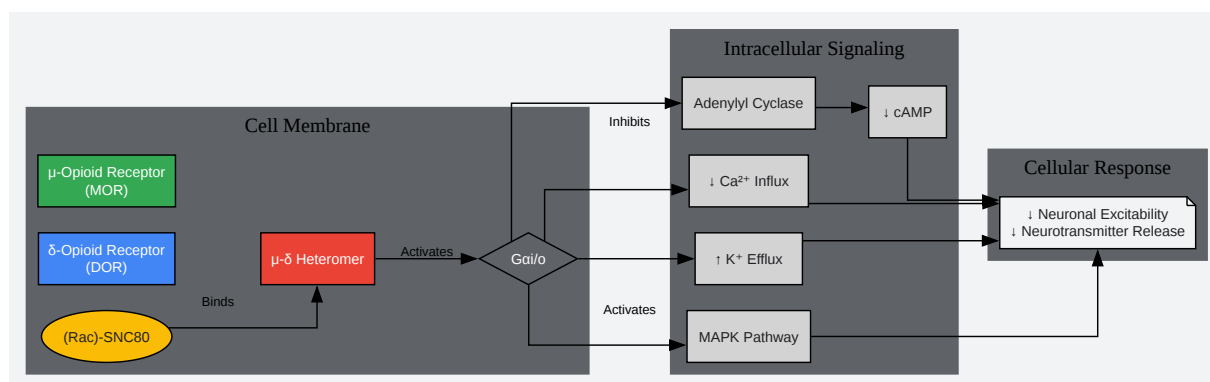 Intracellular Signaling
Adenylyl Cyclase
↓ cAMP
Inhibits
Cell Membrane
μ-Opioid Receptor
(MOR)
↓ Ca²⁺ Influx
Cellular Response
↓ Neuronal Excitability
↓ Neurotransmitter Release
δ-Opioid Receptor
(DOR)
μ-δ Heteromer
Activates
Gαi/o
↑ K⁺ Efflux
Binds
Activates
(Rac)-SNC80
MAPK Pathway